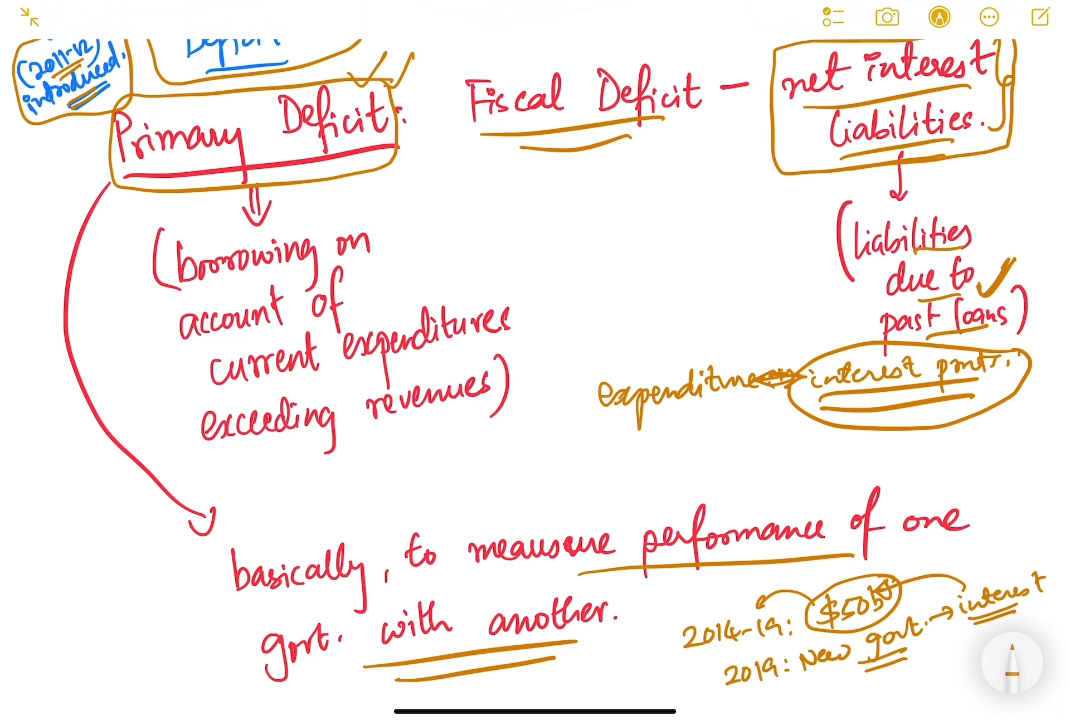 (2011-12)
introduced.
Deficit
Primary Deficit:
Fiscal Deficit - net interest
liabilities.
(borrowing on
account of
current expenditures
exceeding revenues)
(liabilities
due to
past loans)
expenditure interest pmts.
basically, to measure performance of one
govt. with another.
2014-19: $50b
2019: New govt. → interest